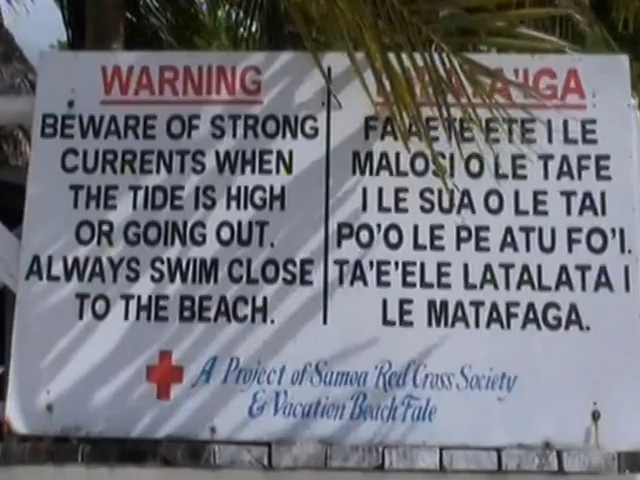 WARNING
BEWARE OF STRONG
CURRENTS WHEN
THE TIDE IS HIGH
OR GOING OUT.
ALWAYS SWIM CLOSE
TO THE BEACH.
FA'AETE ETE I LE
MALOSI O LE TAFE
I LE SUA O LE TAI
PO'O LE PE ATU FO'I.
TA'E'ELE LATALATA I
LE MATAFAGA.
A Project of Samoa Red Cross Society
& Vacation Beach Fale